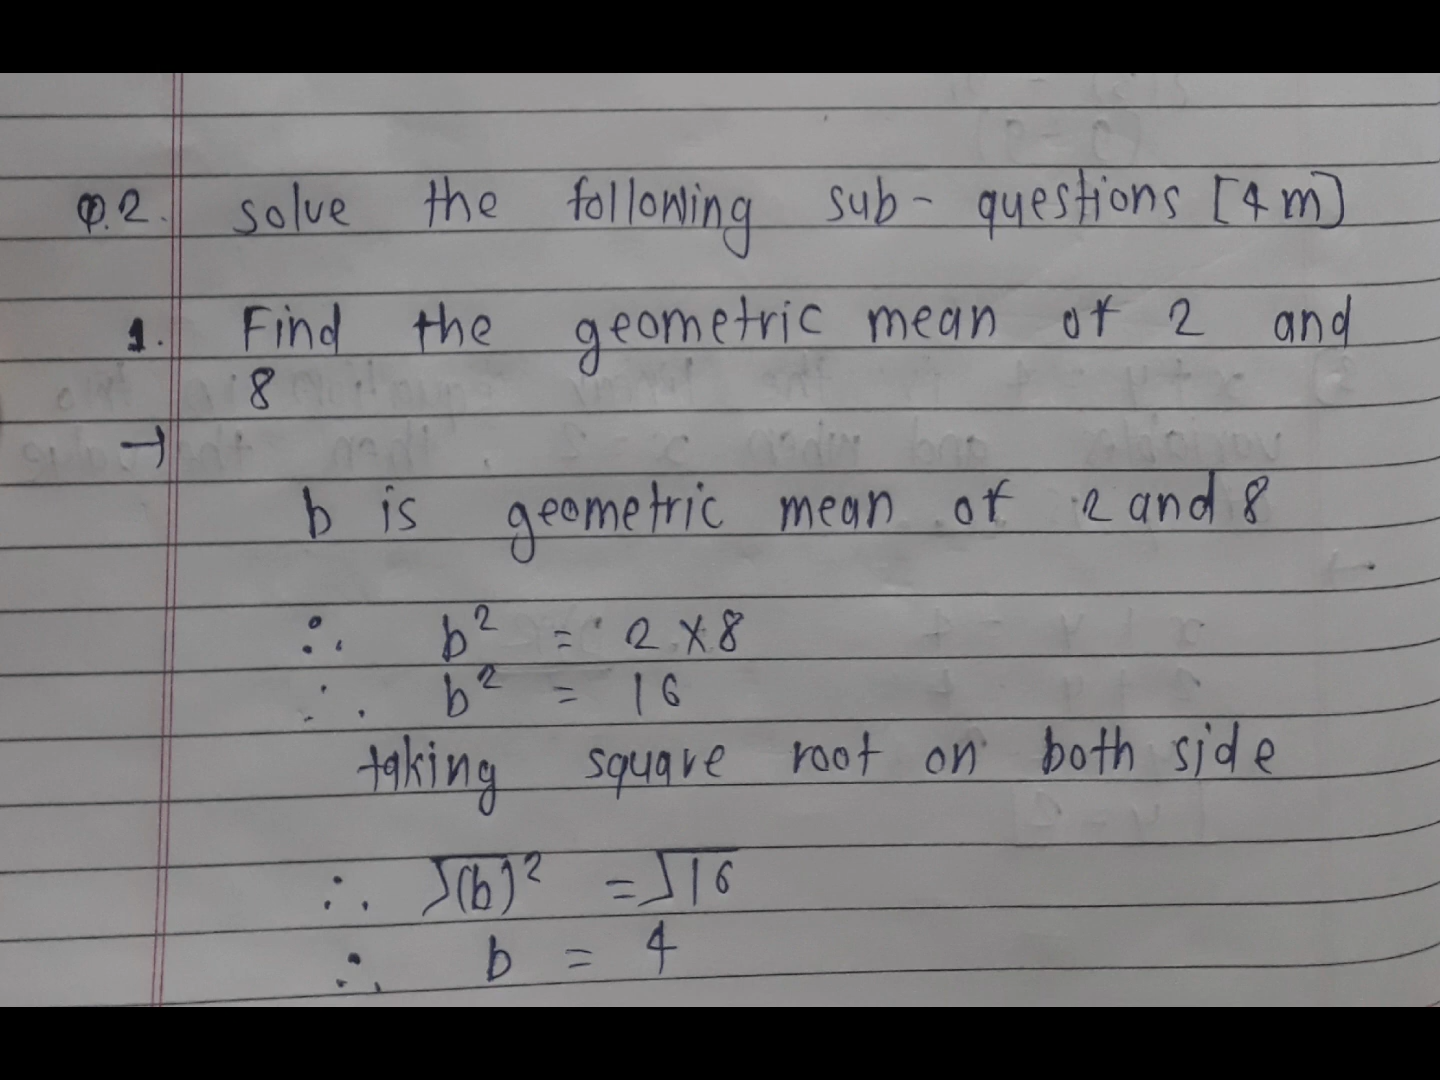 Q.2. solve the following sub-questions [4m]
1. Find the geometric mean of 2 and
8
→
b is geometric mean of 2 and 8
∴ b² = 2×8
∴ b² = 16
taking square root on both side
∴ √(b)² = √16
∴ b = 4